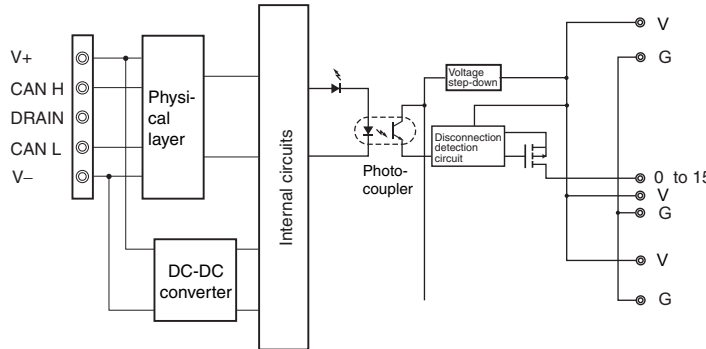 V+
CAN H
DRAIN
CAN L
V–
Physi-
cal
layer
DC-DC
converter
Internal circuits
Photo-
coupler
Voltage
step-down
Disconnection
detection
circuit
V
G
0 to 15
V
G
V
G